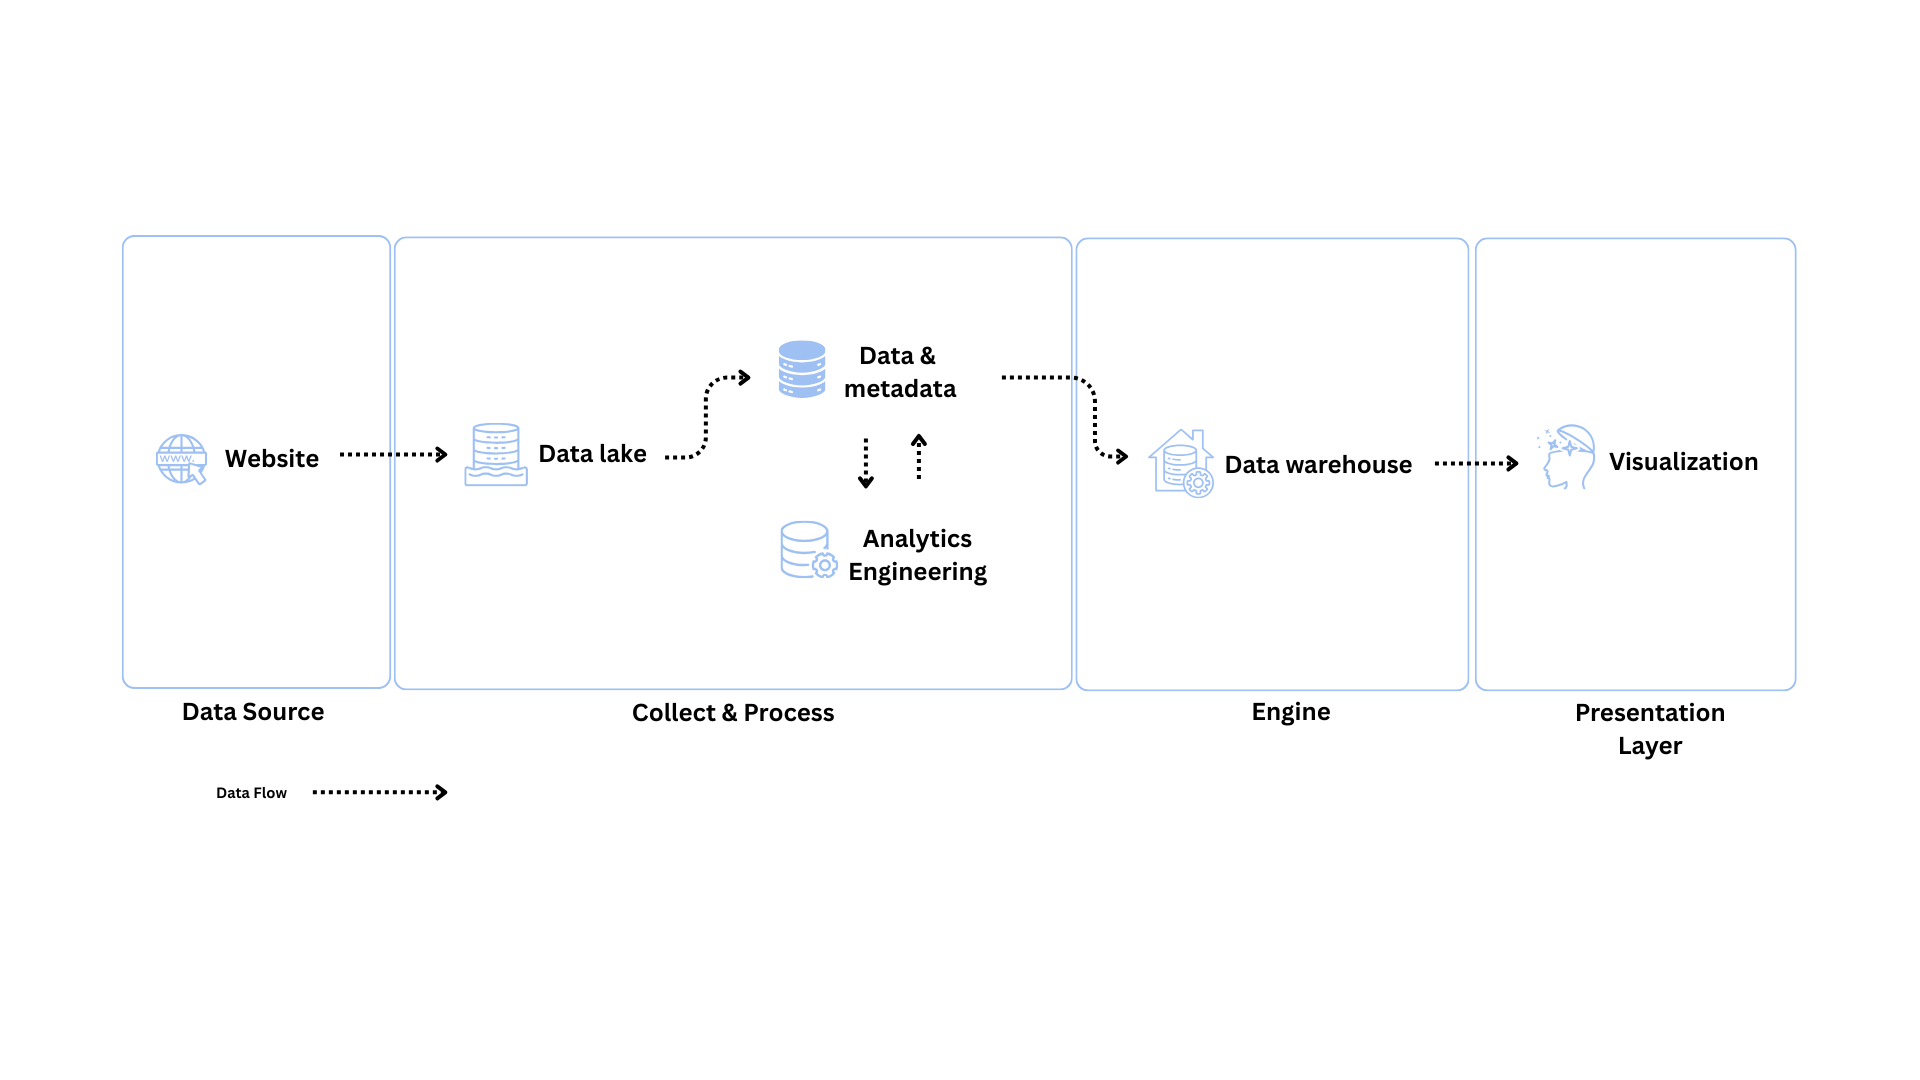 www.
Website
Data lake
Data &
metadata
Analytics
Engineering
Data warehouse
Visualization
Data Source
Collect & Process
Engine
Presentation
Layer
Data Flow